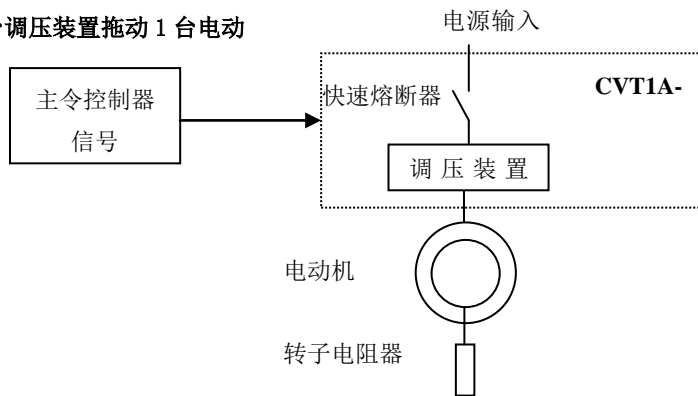 调压装置拖动 1 台电动
电源输入
主令控制器
信号
快速熔断器
CVT1A-
调 压 装 置
电动机
转子电阻器